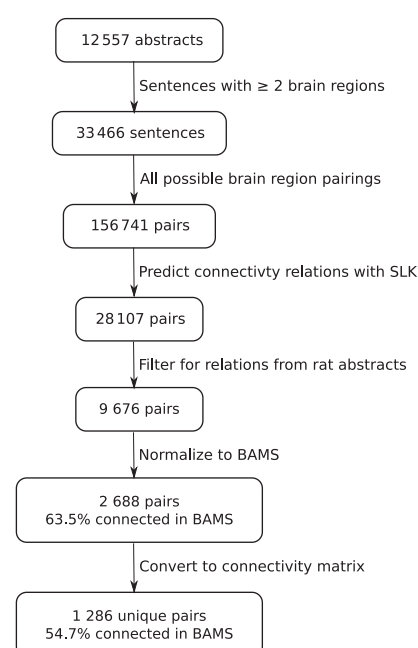 12 557 abstracts
Sentences with ≥ 2 brain regions
33 466 sentences
All possible brain region pairings
156 741 pairs
Predict connectivty relations with SLK
28 107 pairs
Filter for relations from rat abstracts
9 676 pairs
Normalize to BAMS
2 688 pairs
63.5% connected in BAMS
Convert to connectivity matrix
1 286 unique pairs
54.7% connected in BAMS